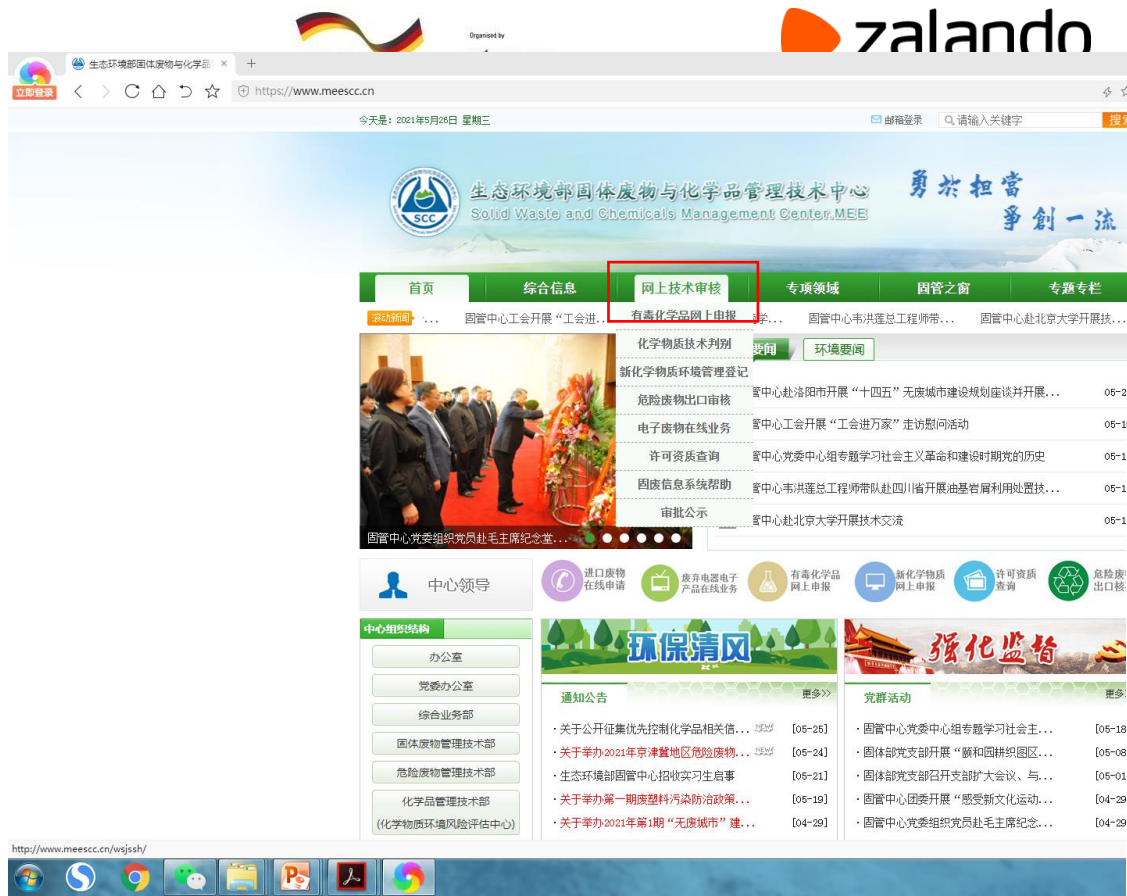 Organised by
zalando
生态环境部固体废物与化学品
立即登录
https://www.meescc.cn
今天是：2021年5月26日 星期三
邮箱登录
请输入关键字
生态环境部固体废物与化学品管理技术中心
Solid Waste and Chemicals Management Center,MEE
SCC
勇於担當
爭創一流
首页
综合信息
网上技术审核
专项领域
固管之窗
专题专栏
滚动新闻
...
固管中心工会开展“工会进...
固管中心韦洪莲总工程师带...
固管中心赴北京大学开展技...
有毒化学品网上申报
化学物质技术判别
新化学物质环境管理登记
危险废物出口审核
电子废物在线业务
许可资质查询
固废信息系统帮助
审批公示
要闻
环境要闻
管中心赴洛阳市开展“十四五”无废城市建设规划座谈并开展...
管中心工会开展“工会进万家”走访慰问活动
管中心党委中心组专题学习社会主义革命和建设时期党的历史
管中心韦洪莲总工程师带队赴四川省开展油基岩屑利用处置技...
管中心赴北京大学开展技术交流
固管中心党委组织党员赴毛主席纪念堂...
中心领导
进口废物
在线申请
废弃电器电子
产品在线业务
有毒化学品
网上申报
新化学物质
网上申报
许可资质
查询
中心组织结构
办公室
党委办公室
综合业务部
固体废物管理技术部
危险废物管理技术部
化学品管理技术部
(化学物质环境风险评估中心)
环保清风
强化监督
通知公告
更多>>
·关于公开征集优先控制化学品相关信... NEW [05-25]
·关于举办2021年京津冀地区危险废物... NEW [05-24]
·生态环境部固管中心招收实习生启事 [05-21]
·关于举办第一期废塑料污染防治政策... [05-19]
·关于举办2021年第1期“无废城市”建... [04-29]
党群活动
更多
·固管中心党委中心组专题学习社会主... [05-18
·固体部党支部开展“颐和园耕织图区... [05-08
·固体部党支部召开支部扩大会议、与... [05-01
·固管中心团委开展“感受新文化运动... [04-29
·固管中心党委组织党员赴毛主席纪念... [04-29
http://www.meescc.cn/wsjssh/